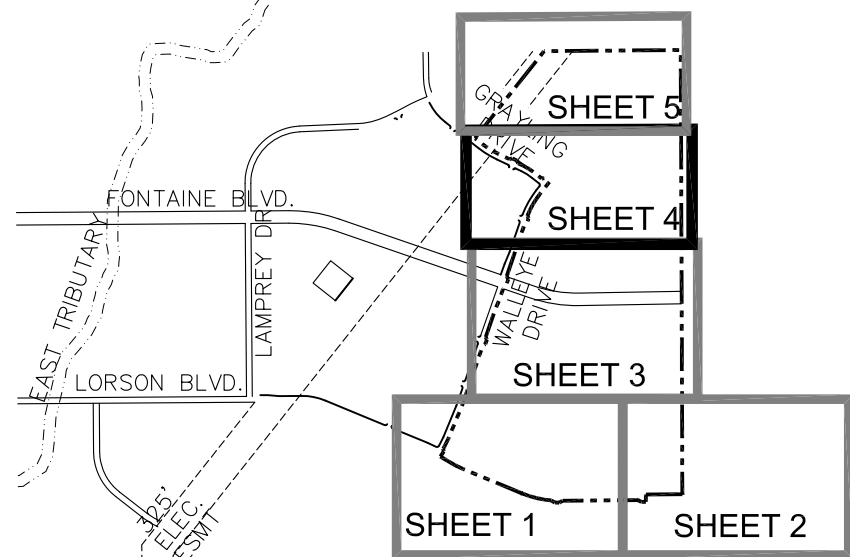 SHEET 5
GRAYLING
DRIVE
FONTAINE BLVD.
SHEET 4
EAST TRIBUTARY
LAMPREY DR
WALLEYE
DRIVE
LORSON BLVD.
SHEET 3
325'
ELEC.
ESMT
SHEET 1
SHEET 2